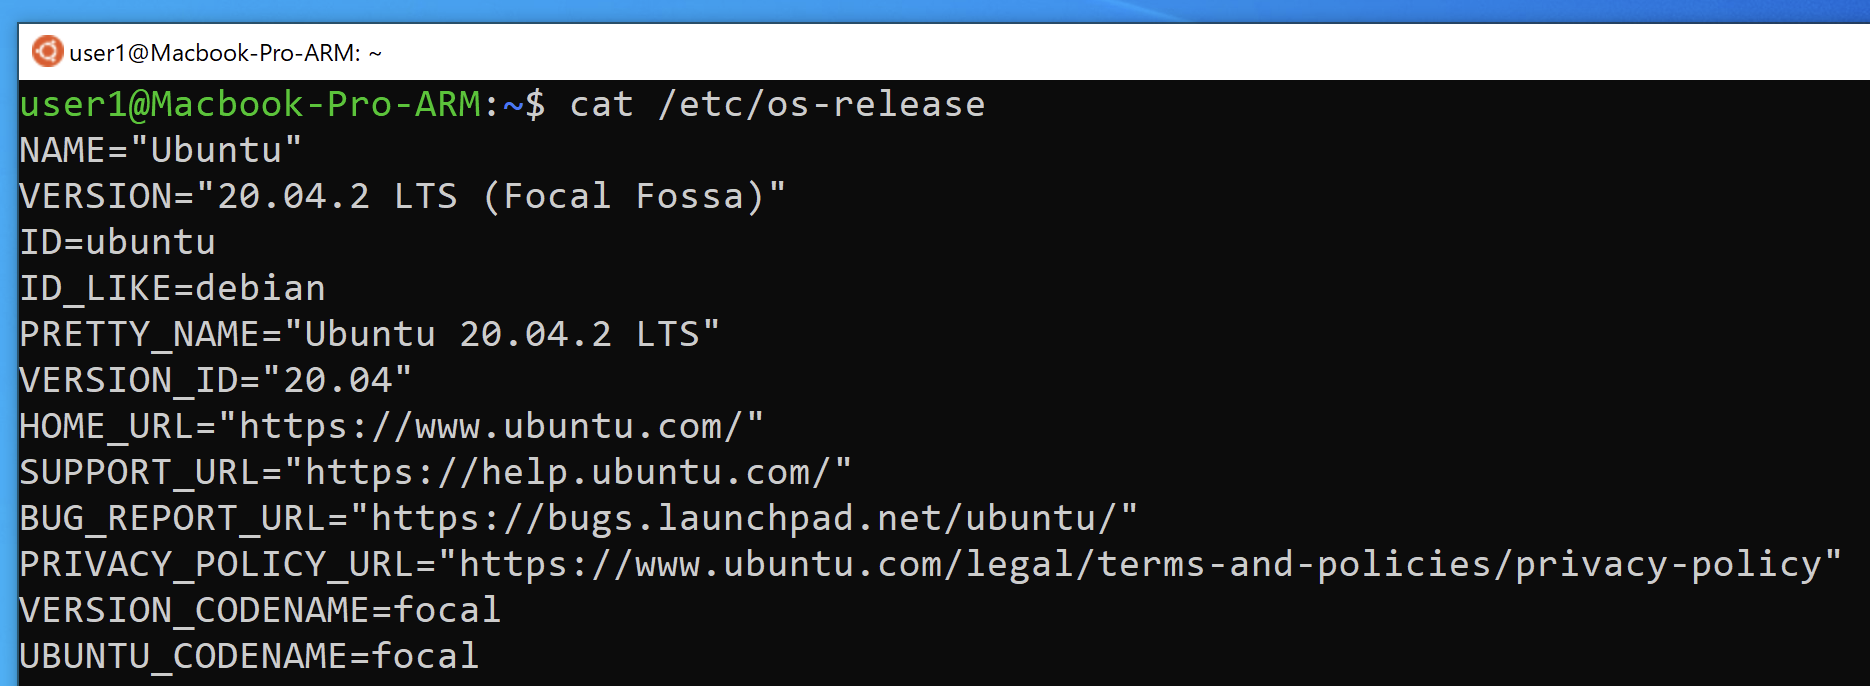 user1@Macbook-Pro-ARM: ~
user1@Macbook-Pro-ARM:~$ cat /etc/os-release
NAME="Ubuntu"
VERSION="20.04.2 LTS (Focal Fossa)"
ID=ubuntu
ID_LIKE=debian
PRETTY_NAME="Ubuntu 20.04.2 LTS"
VERSION_ID="20.04"
HOME_URL="https://www.ubuntu.com/"
SUPPORT_URL="https://help.ubuntu.com/"
BUG_REPORT_URL="https://bugs.launchpad.net/ubuntu/"
PRIVACY_POLICY_URL="https://www.ubuntu.com/legal/terms-and-policies/privacy-policy"
VERSION_CODENAME=focal
UBUNTU_CODENAME=focal